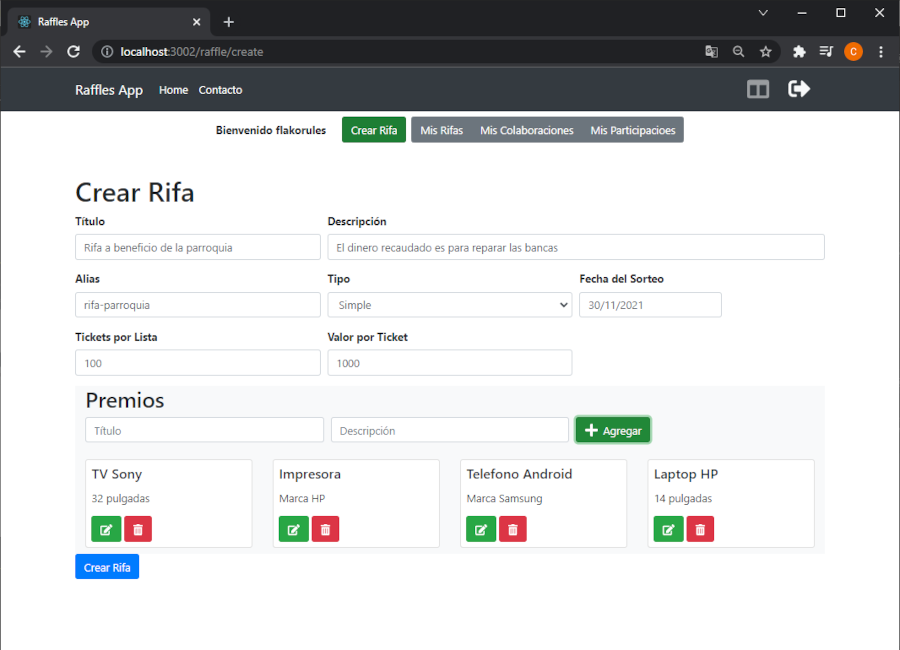 Raffles App
localhost:3002/raffle/create
C
Raffles App Home Contacto
Bienvenido flakorules Crear Rifa Mis Rifas Mis Colaboraciones Mis Participacioes
Crear Rifa
Título Descripción
Rifa a beneficio de la parroquia El dinero recaudado es para reparar las bancas
Alias Tipo Fecha del Sorteo
rifa-parroquia Simple 30/11/2021
Tickets por Lista Valor por Ticket
100 1000
Premios
Título Descripción Agregar
TV Sony Impresora Telefono Android Laptop HP
32 pulgadas Marca HP Marca Samsung 14 pulgadas
Crear Rifa